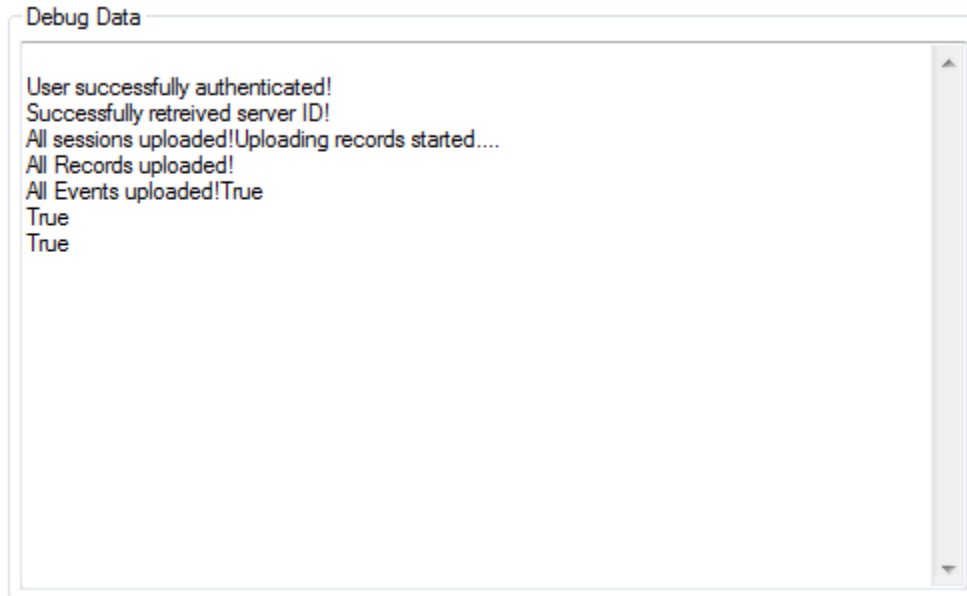 Debug Data
User successfully authenticated!
Successfully retreived server ID!
All sessions uploaded!Uploading records started....
All Records uploaded!
All Events uploaded!True
True
True